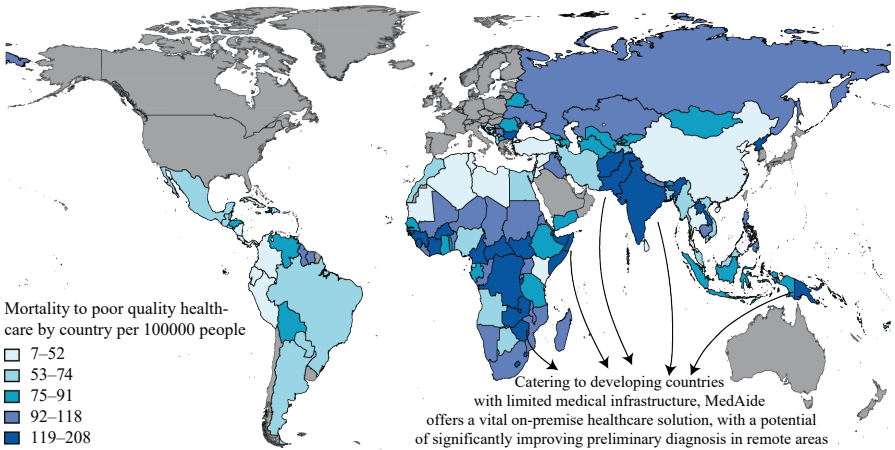 Mortality to poor quality health-
care by country per 100000 people
7–52
53–74
75–91
92–118
119–208
Catering to developing countries
with limited medical infrastructure, MedAide
offers a vital on-premise healthcare solution, with a potential
of significantly improving preliminary diagnosis in remote areas